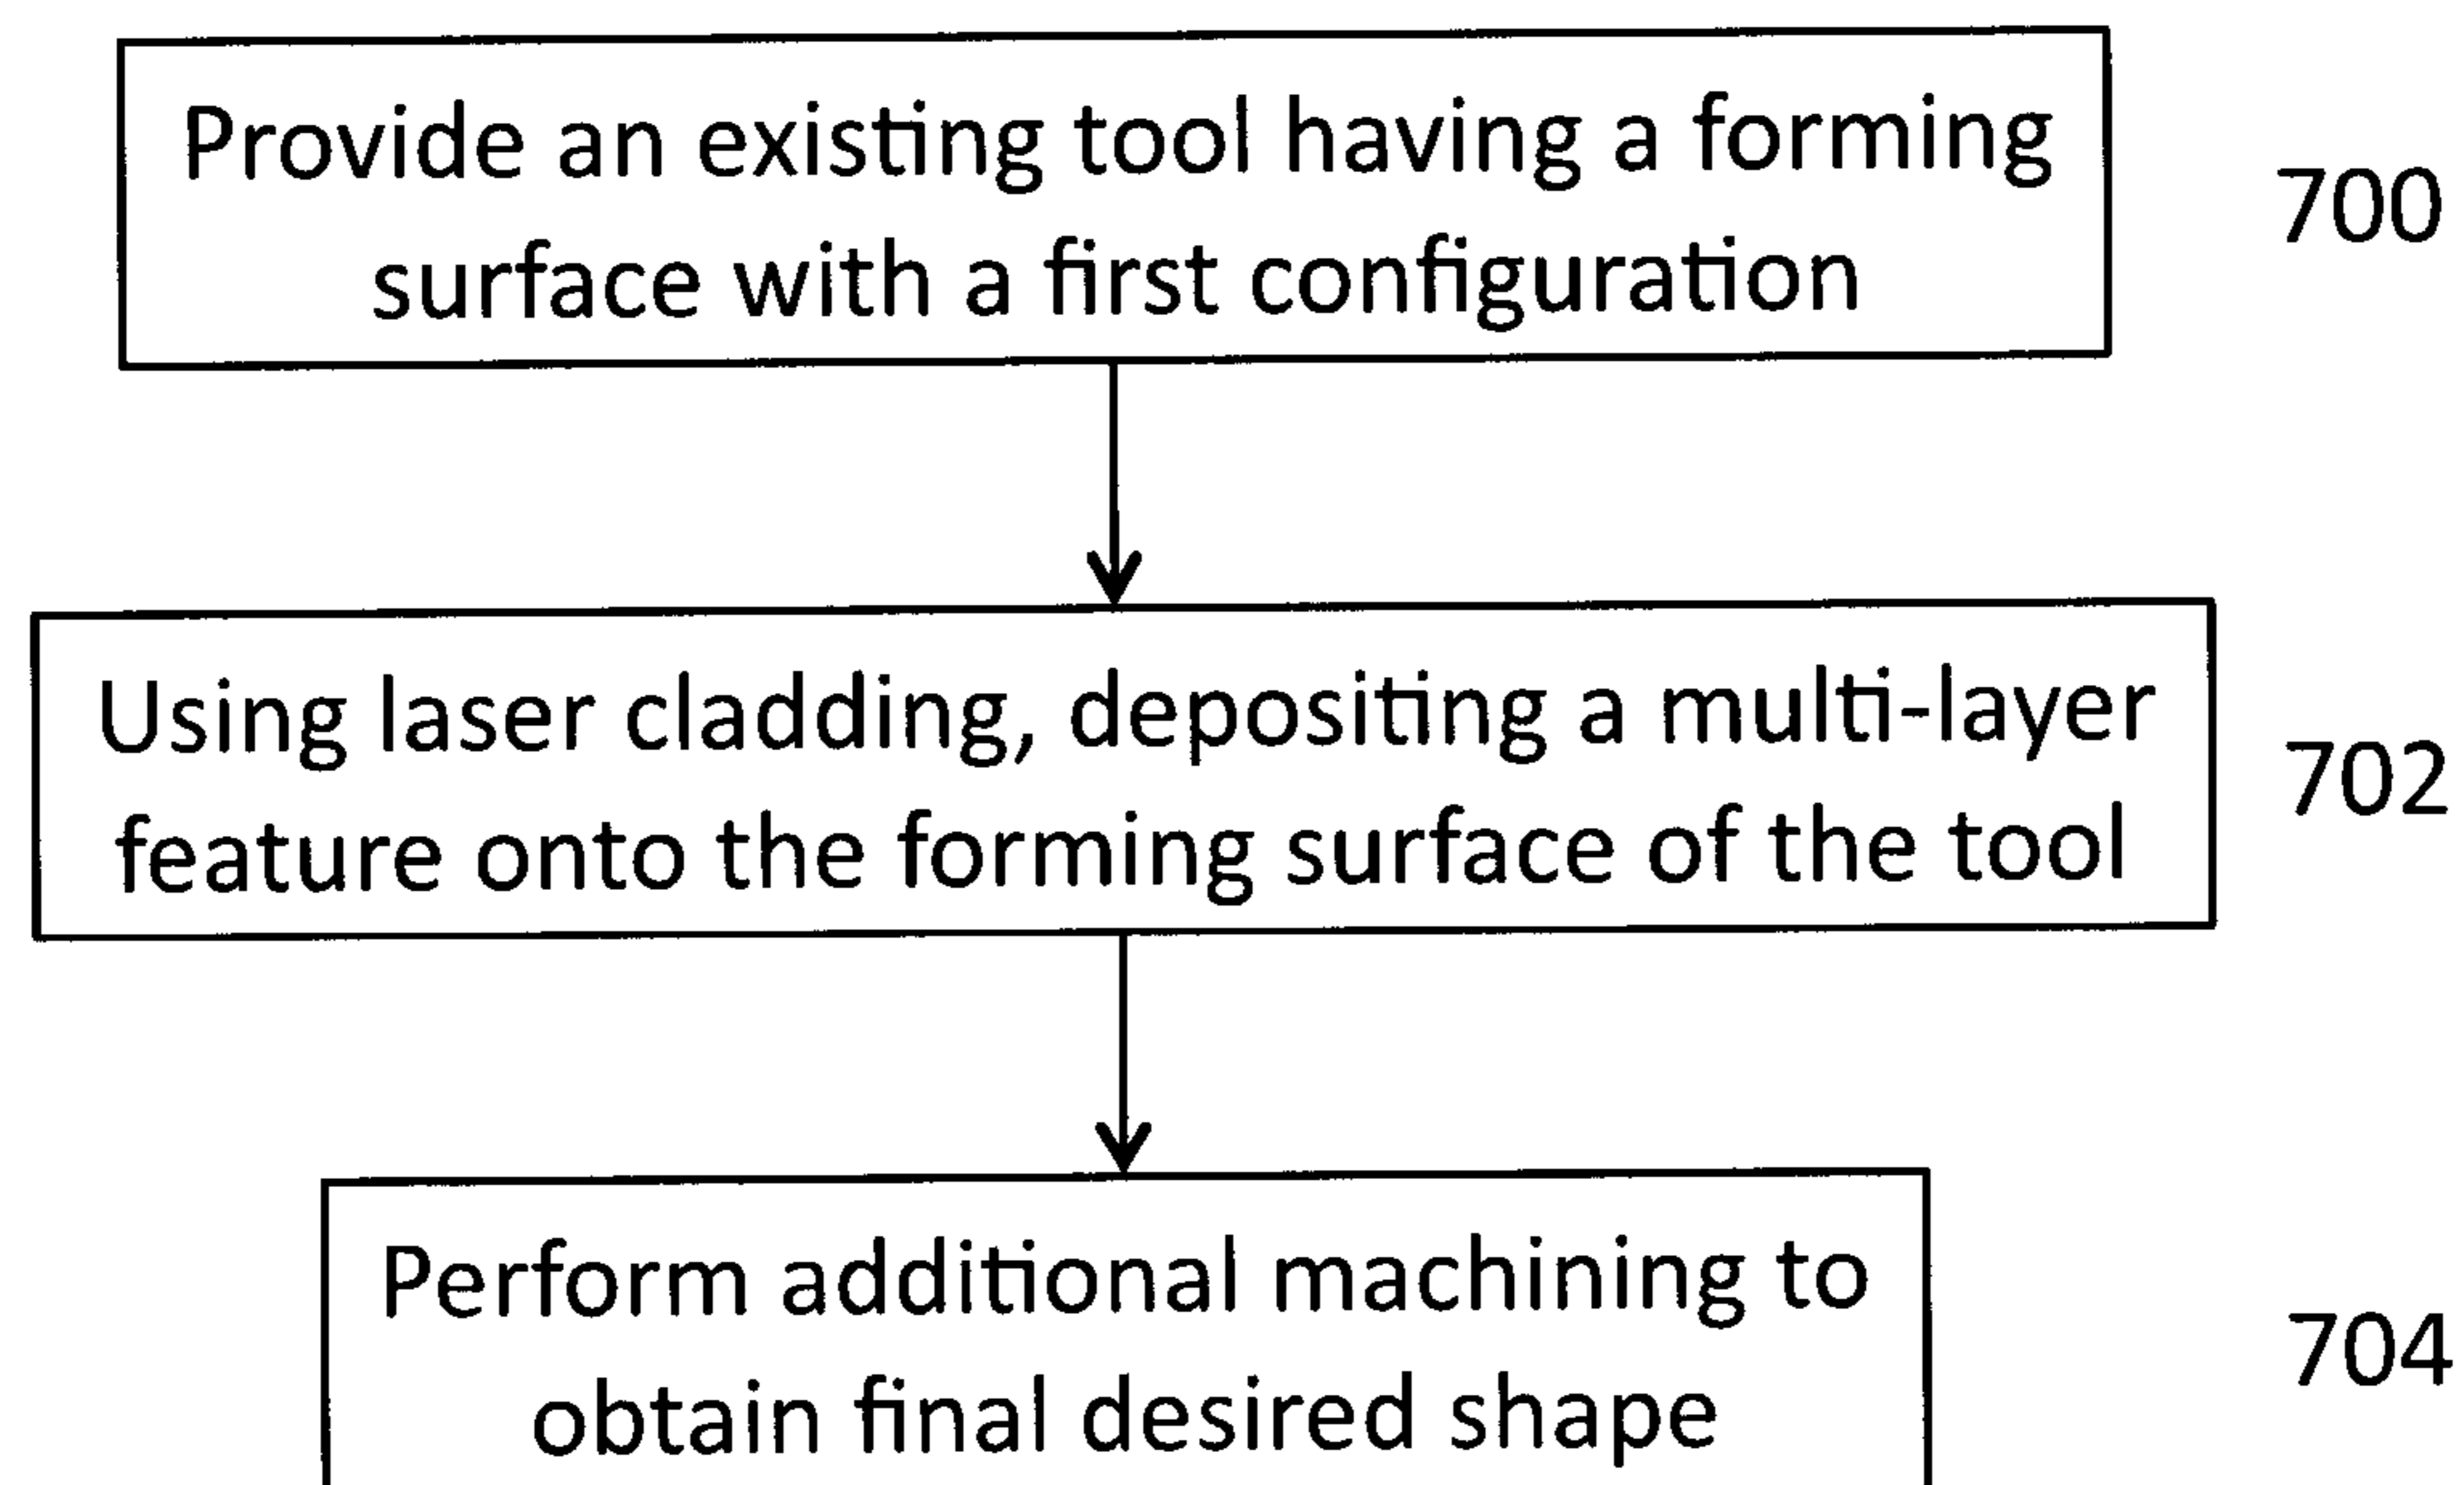 Provide an existing tool having a forming
surface with a first configuration
700
Using laser cladding, depositing a multi-layer
feature onto the forming surface of the tool
702
Perform additional machining to
obtain final desired shape
704